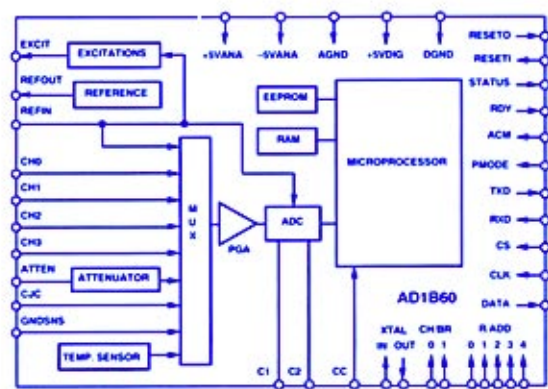 EXCIT
EXCITATIONS
REFOUT
REFERENCE
REFIN
+5VANA -5VANA AGND +5VDIG DGND
EEPROM
RAM
MICROPROCESSOR
CH0
CH1
CH2
CH3
ATTEN
ATTENUATOR
CJC
GNDSNS
TEMP. SENSOR
MUX
PGA
ADC
C1 C2 CC
AD1B60
XTAL CH BR R.ADD
IN OUT 0 1 0 1 2 3 4
RESETO
RESETI
STATUS
RDY
ACM
PMODE
TXD
RXD
CS
CLK
DATA